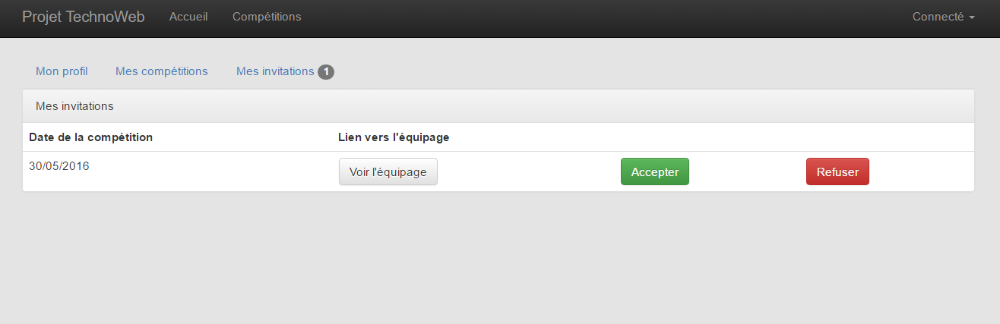 Projet TechnoWeb Accueil Compétitions Connecté
Mon profil Mes compétitions Mes invitations 1
Mes invitations
Date de la compétition Lien vers l'équipage
30/05/2016 Voir l'équipage Accepter Refuser